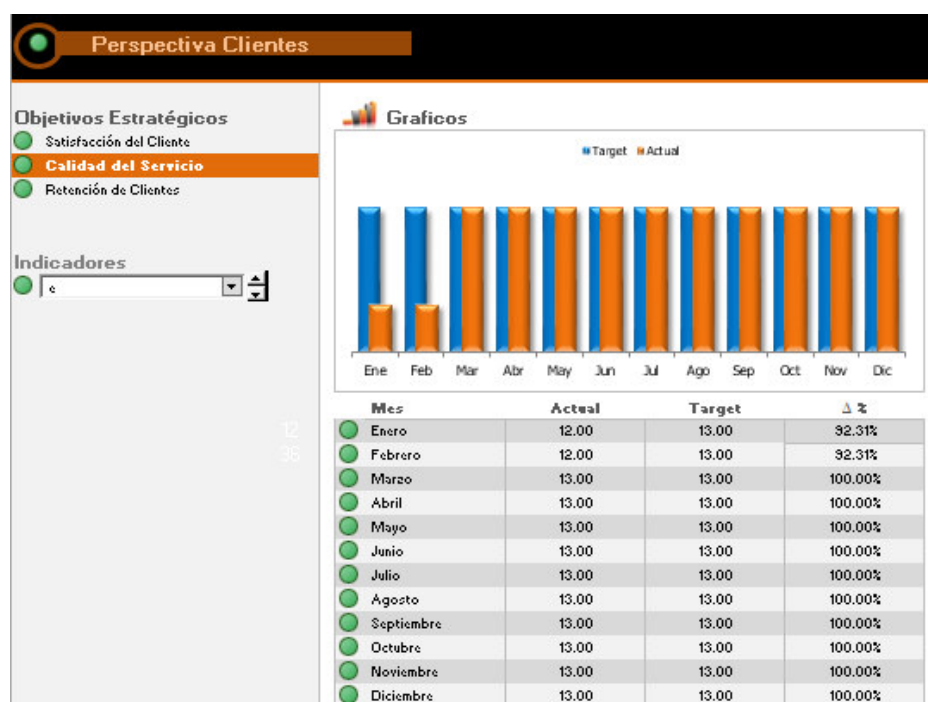 Perspectiva Clientes
Objetivos Estratégicos
Satisfacción del Cliente
Calidad del Servicio
Retención de Clientes
Indicadores
c
12
36
Graficos
Target Actual
Ene Feb Mar Abr May Jun Jul Ago Sep Oct Nov Dic
Mes Actual Target Δ %
Enero 12.00 13.00 92.31%
Febrero 12.00 13.00 92.31%
Marzo 13.00 13.00 100.00%
Abril 13.00 13.00 100.00%
Mayo 13.00 13.00 100.00%
Junio 13.00 13.00 100.00%
Julio 13.00 13.00 100.00%
Agosto 13.00 13.00 100.00%
Septiembre 13.00 13.00 100.00%
Octubre 13.00 13.00 100.00%
Noviembre 13.00 13.00 100.00%
Diciembre 13.00 13.00 100.00%